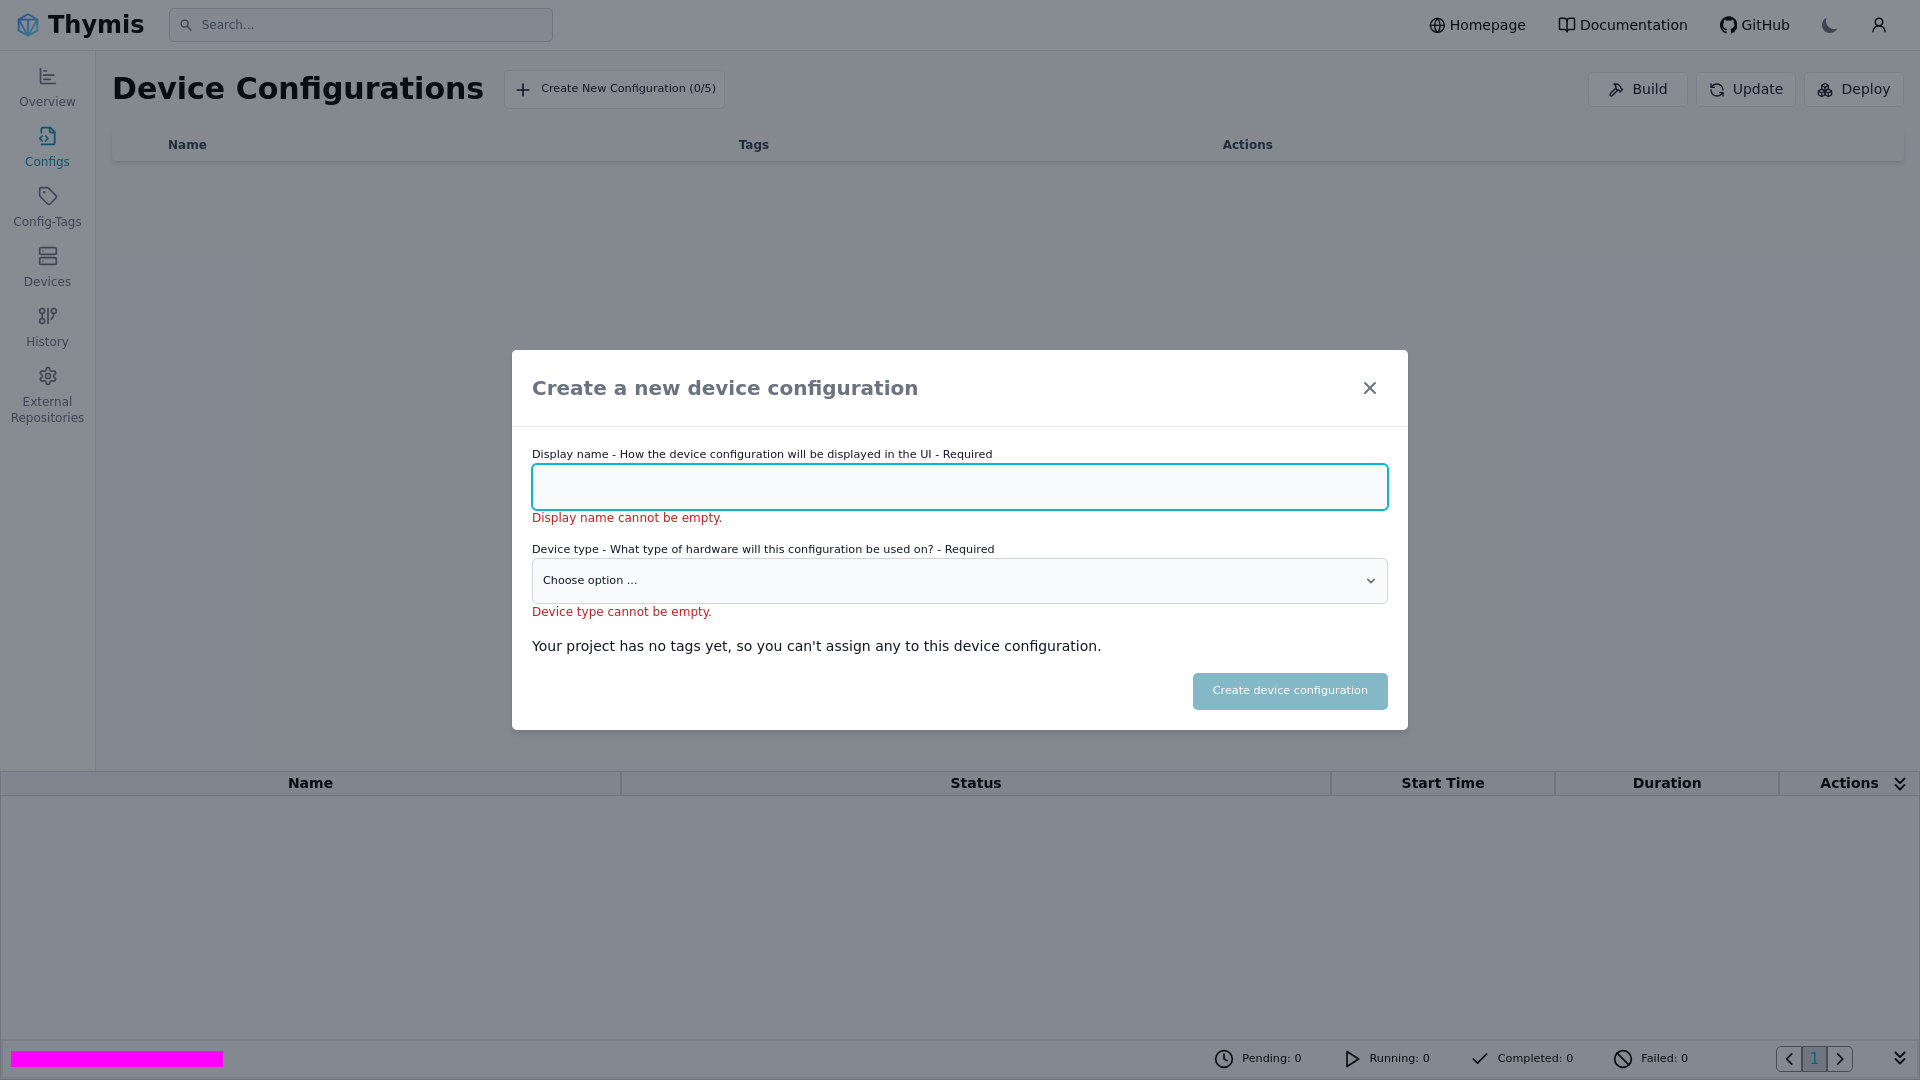 Thymis
Search...
Homepage
Documentation
GitHub
Overview
Configs
Config-Tags
Devices
History
External
Repositories
Device Configurations
Create New Configuration (0/5)
Build
Update
Deploy
Name Tags Actions
Create a new device configuration
Display name - How the device configuration will be displayed in the UI - Required
Display name cannot be empty.
Device type - What type of hardware will this configuration be used on? - Required
Choose option ...
Device type cannot be empty.
Your project has no tags yet, so you can't assign any to this device configuration.
Create device configuration
Name Status Start Time Duration Actions
Pending: 0 Running: 0 Completed: 0 Failed: 0
1